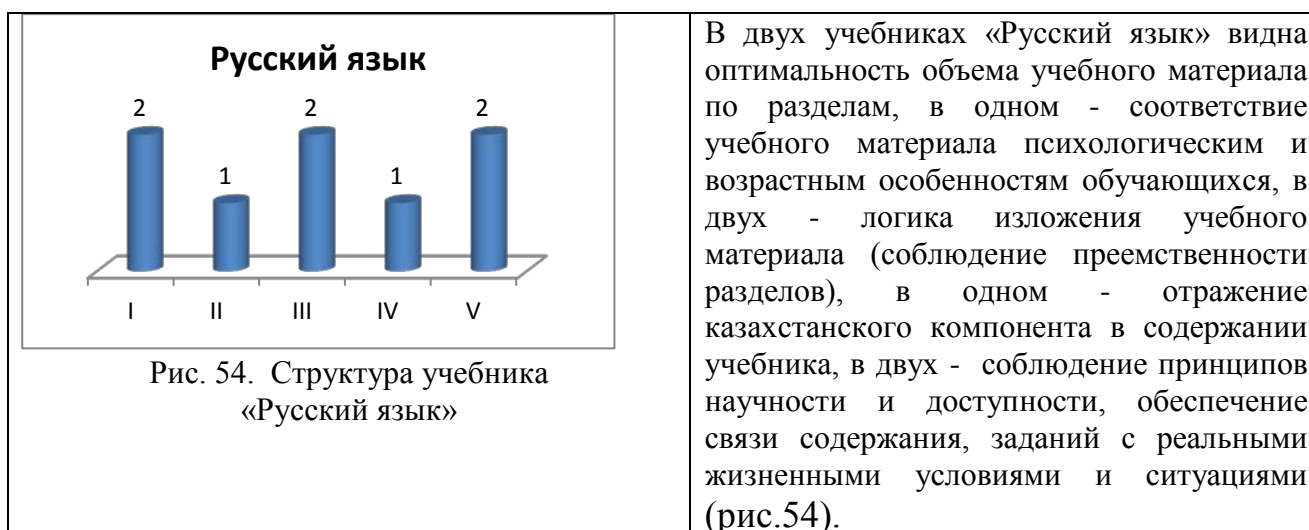 Русский язык
2 1 2 1 2
I II III IV V
Рис. 54. Структура учебника
«Русский язык»
В двух учебниках «Русский язык» видна
оптимальность объема учебного материала
по разделам, в одном - соответствие
учебного материала психологическим и
возрастным особенностям обучающихся, в
двух - логика изложения учебного
материала (соблюдение преемственности
разделов), в одном - отражение
казахстанского компонента в содержании
учебника, в двух - соблюдение принципов
научности и доступности, обеспечение
связи содержания, заданий с реальными
жизненными условиями и ситуациями
(рис.54).